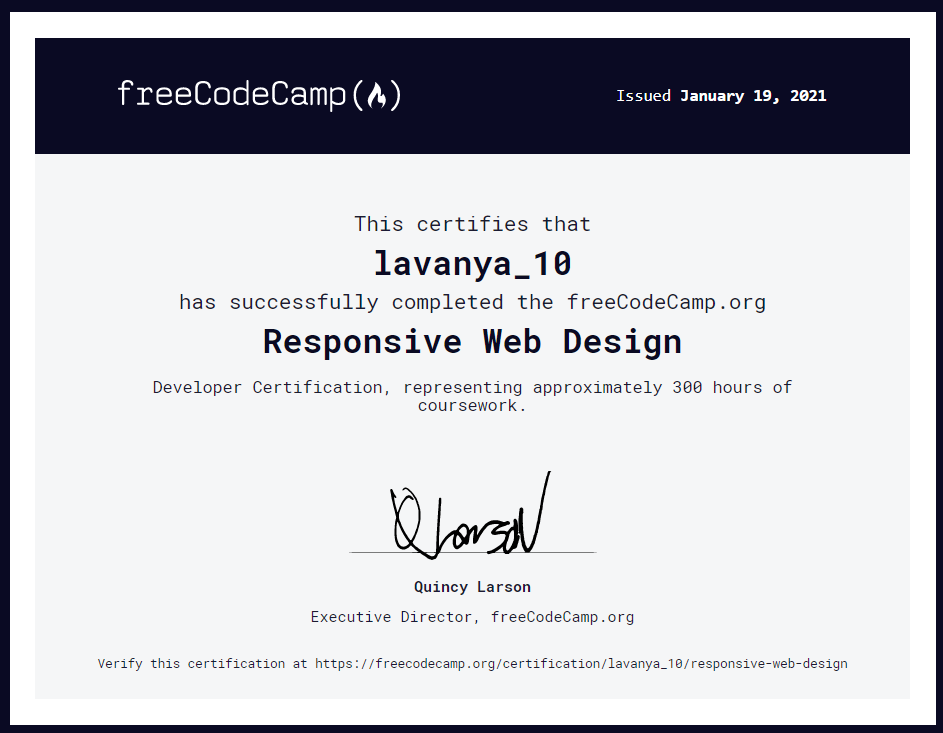 freeCodeCamp(🔥)
Issued January 19, 2021
This certifies that
lavanya_10
has successfully completed the freeCodeCamp.org
Responsive Web Design
Developer Certification, representing approximately 300 hours of
coursework.
Q Larson
Quincy Larson
Executive Director, freeCodeCamp.org
Verify this certification at https://freecodecamp.org/certification/lavanya_10/responsive-web-design